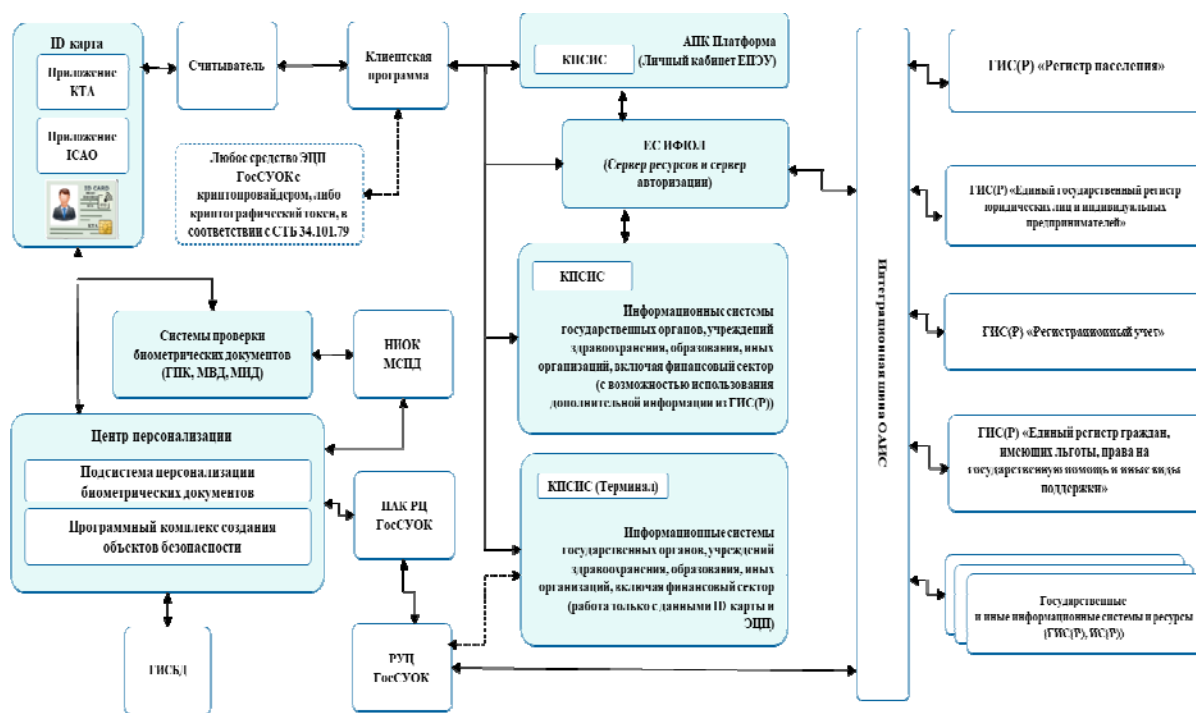 ID карта
Приложение
КТА
Приложение
ICAO
ID CARD
Считыватель
Клиентская
программа
Любое средство ЭЦП
ГосСУОК с
криптопровайдером, либо
криптографический токен, в
соответствии с СТБ 34.101.79
АПК Платформа
(Личный кабинет ЕПЭУ)
КПСИС
ЕС ИФЮЛ
(Сервер ресурсов и сервер
авторизации)
КПСИС
Информационные системы
государственных органов, учреждений
здравоохранения, образования, иных
организаций, включая финансовый сектор
(с возможностью использования
дополнительной информации из ГИС(Р))
КПСИС (Терминал)
Информационные системы
государственных органов, учреждений
здравоохранения, образования, иных
организаций, включая финансовый сектор
(работа только с данными ID карты и
ЭЦП)
Системы проверки
биометрических документов
(ГПК, МВД, МИД)
НИОК
МСПД
Центр персонализации
Подсистема персонализации
биометрических документов
Программный комплекс создания
объектов безопасности
ПАК РЦ
ГосСУОК
ГИСБД
РУЦ
ГосСУОК
Интеграционная шина ОАИС
ГИС(Р) «Регистр населения»
ГИС(Р) «Единый государственный регистр
юридических лиц и индивидуальных
предпринимателей»
ГИС(Р) «Регистрационный учет»
ГИС(Р) «Единый регистр граждан,
имеющих льготы, права на
государственную помощь и иные виды
поддержки»
Государственные
и иные информационные системы и ресурсы
(ГИС(Р), ИС(Р))